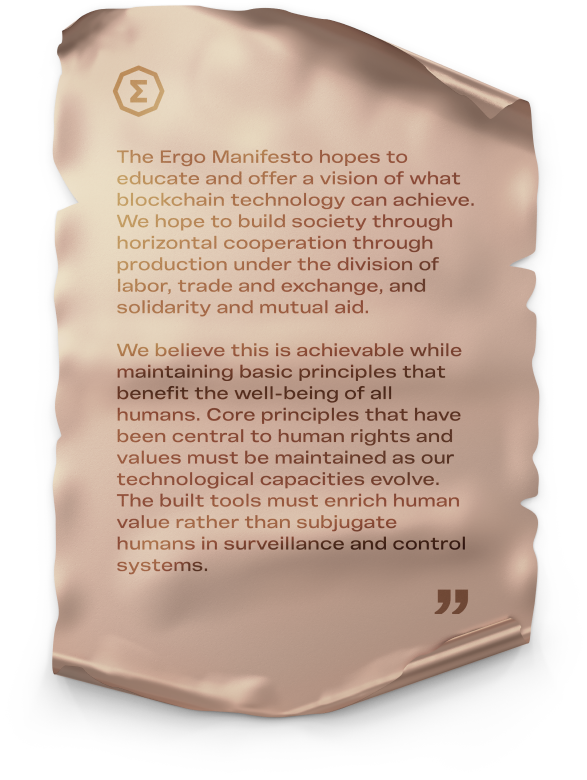 Σ
The Ergo Manifesto hopes to
educate and offer a vision of what
blockchain technology can achieve.
We hope to build society through
horizontal cooperation through
production under the division of
labor, trade and exchange, and
solidarity and mutual aid.
We believe this is achievable while
maintaining basic principles that
benefit the well-being of all
humans. Core principles that have
been central to human rights and
values must be maintained as our
technological capacities evolve.
The built tools must enrich human
value rather than subjugate
humans in surveillance and control
systems.
”